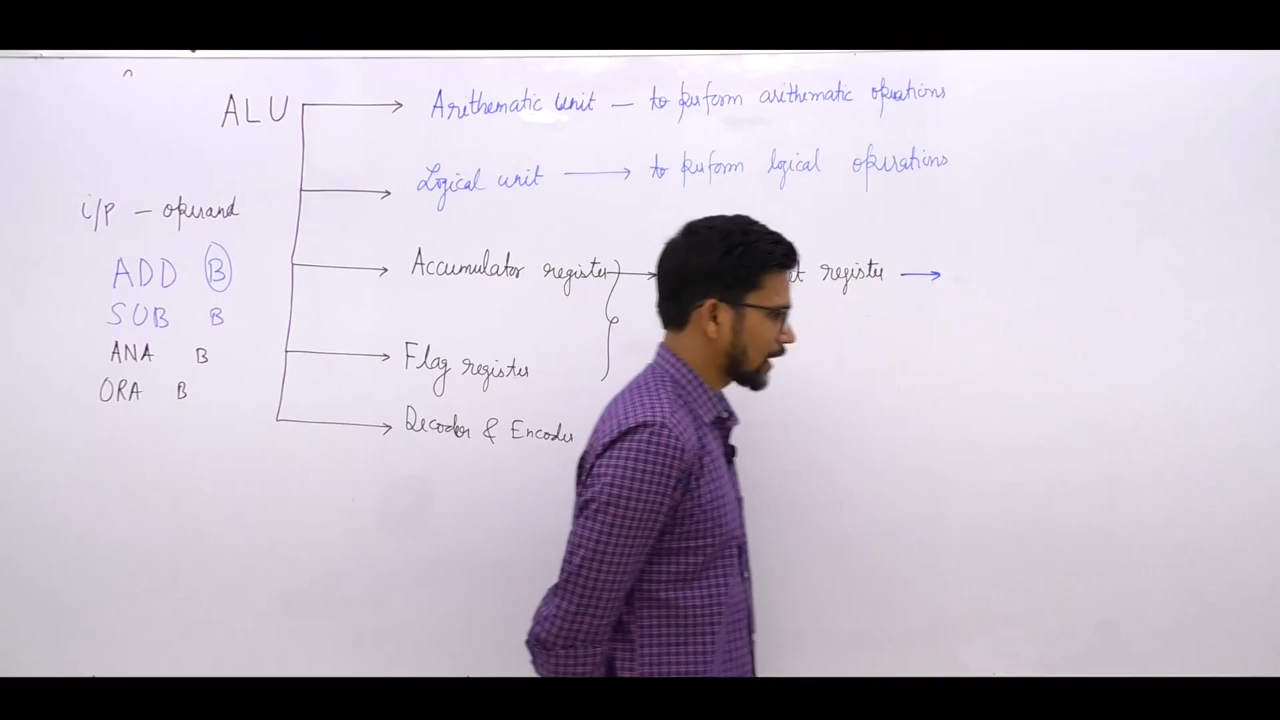 ALU
Arethematic unit — to perform arithematic operations
Logical unit → to perform logical operations
i/p – operand
ADD B
SUB B
ANA B
ORA B
Accumulator register → register →
Flag register
Decoder & Encoder